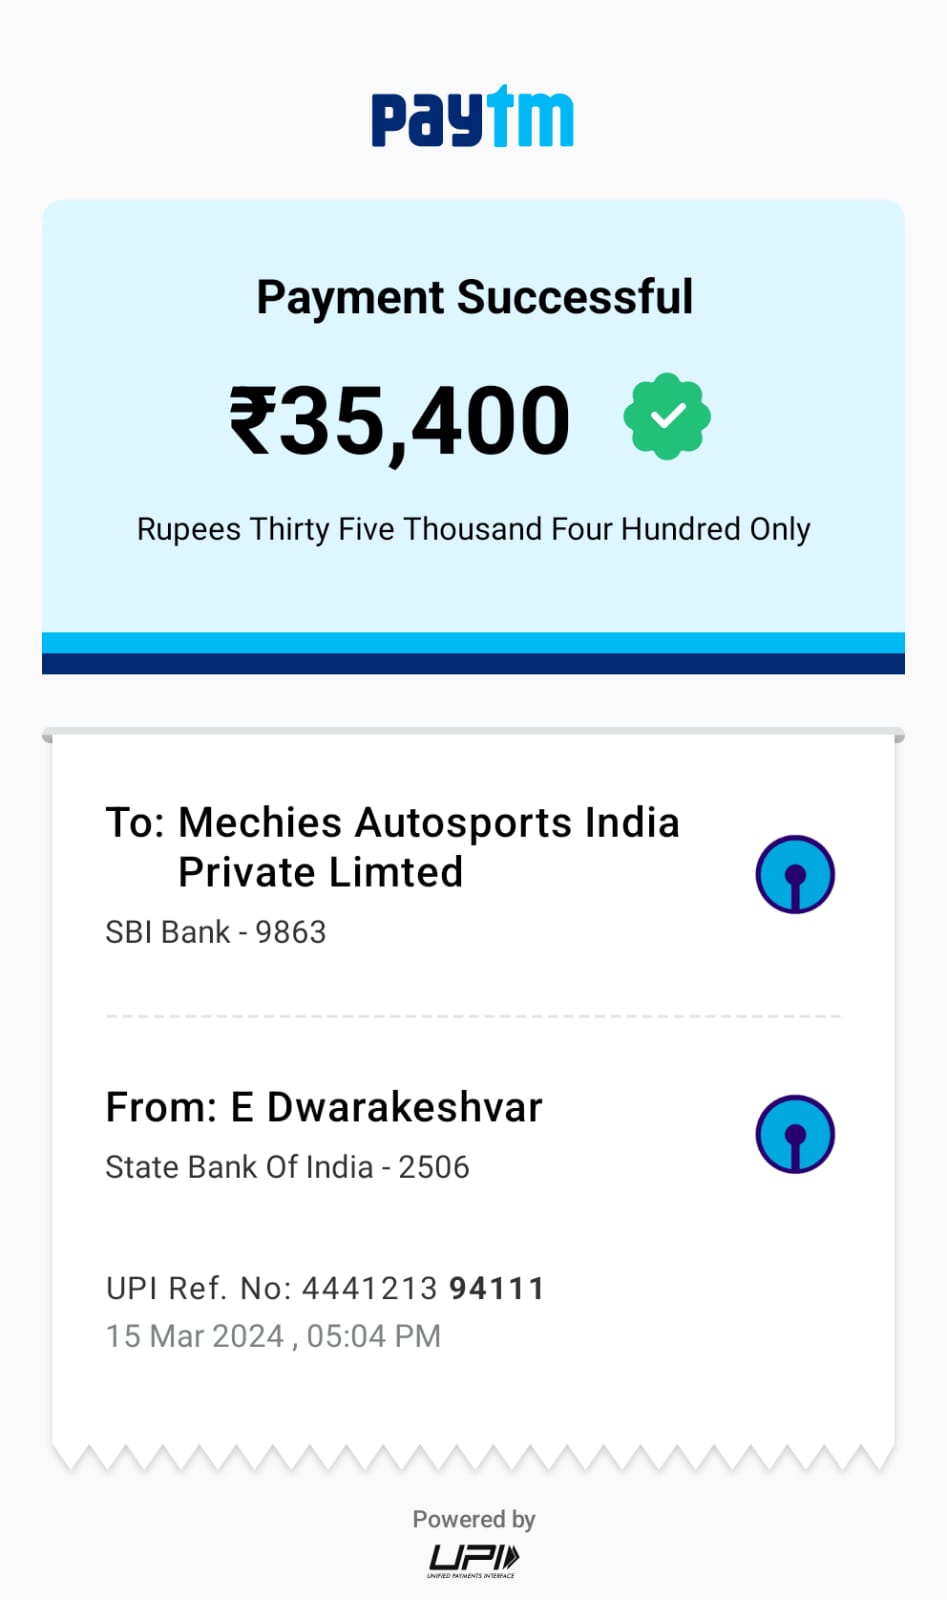 paytm
Payment Successful
₹35,400
Rupees Thirty Five Thousand Four Hundred Only
To: Mechies Autosports India
Private Limted
SBI Bank - 9863
From: E Dwarakeshvar
State Bank Of India - 2506
UPI Ref. No: 4441213 94111
15 Mar 2024 , 05:04 PM
Powered by
UPI
UNIFIED PAYMENTS INTERFACE